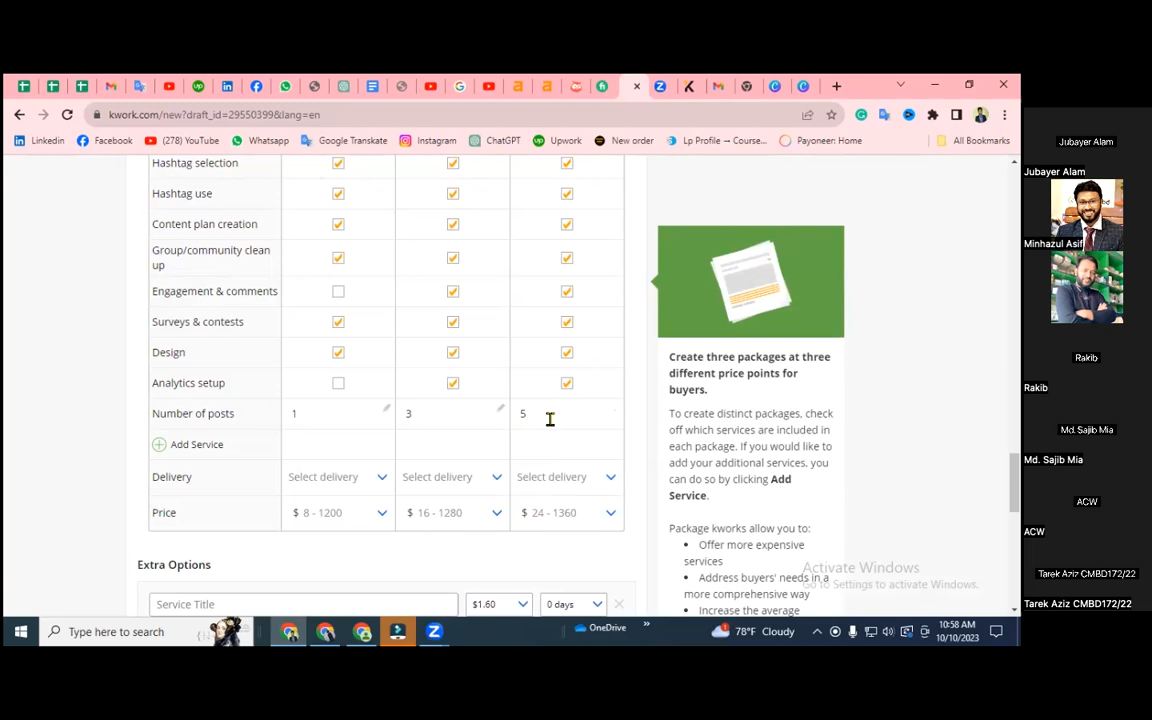 kwork.com/new?draft_id=29550399&lang=en
Linkedin Facebook (278) YouTube Whatsapp Google Transkate Instagram ChatGPT Upwork New order Lp Profile — Course... Payoneer: Home All Bookmarks
Hashtag selection
Hashtag use
Content plan creation
Group/community clean
up
Engagement & comments
Surveys & contests
Design
Analytics setup
Number of posts 1 3 5
Add Service
Delivery Select delivery Select delivery Select delivery
Price $ 8 - 1200 $ 16 - 1280 $ 24 - 1360
Extra Options
Service Title $1.60 0 days
Create three packages at three
different price points for
buyers.
To create distinct packages, check
off which services are included in
each package. If you would like to
add your additional services, you
can do so by clicking Add
Service.
Package kworks allow you to:
• Offer more expensive
services
• Address buyers' needs in a
more comprehensive way
• Increase the average
Activate Windows
Go to Settings to activate Windows.
Type here to search
OneDrive
78°F Cloudy
10:58 AM
10/10/2023
Jubayer Alam
Jubayer Alam
Minhazul Asif
Rakib
Rakib
Md. Sajib Mia
Md. Sajib Mia
ACW
ACW
Tarek Aziz CMBD172/22
Tarek Aziz CMBD172/22